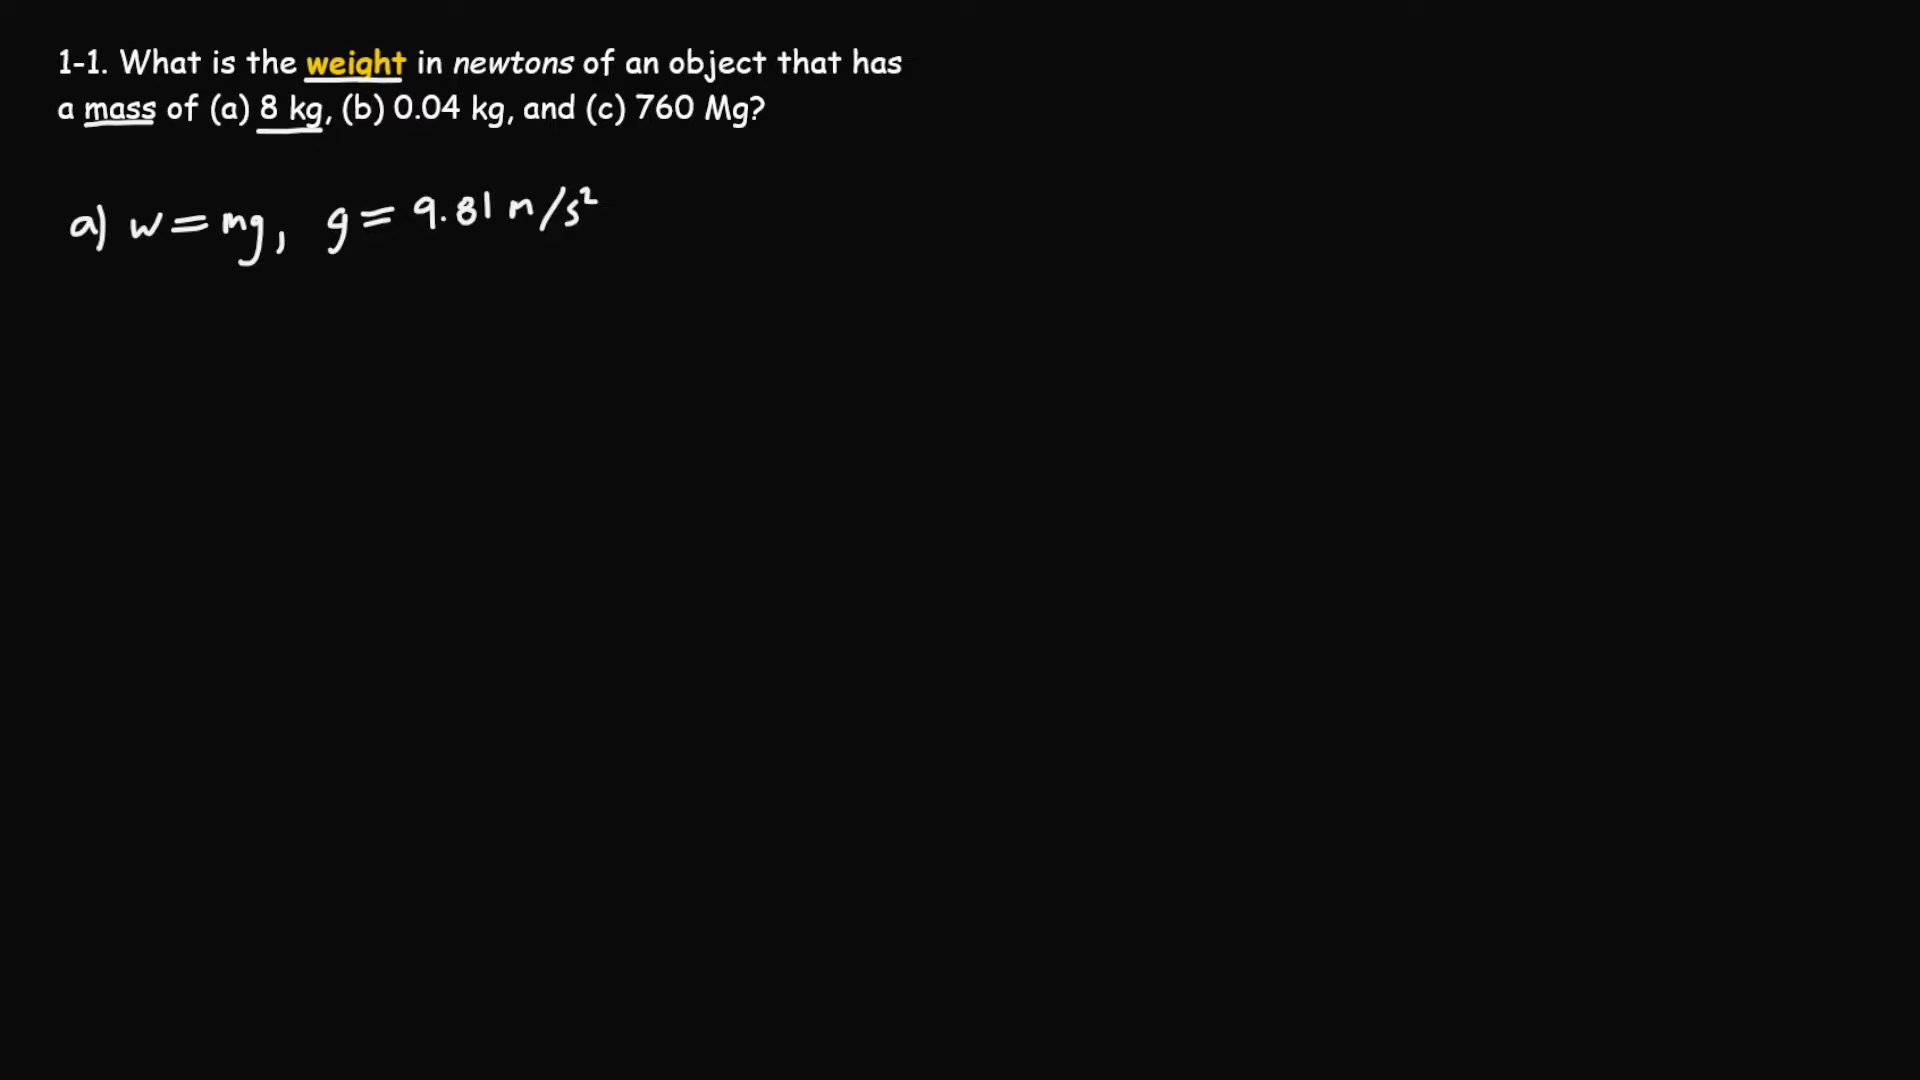 1-1. What is the weight in newtons of an object that has
a mass of (a) 8 kg, (b) 0.04 kg, and (c) 760 Mg?
a) w = mg, g = 9.81 m/s²